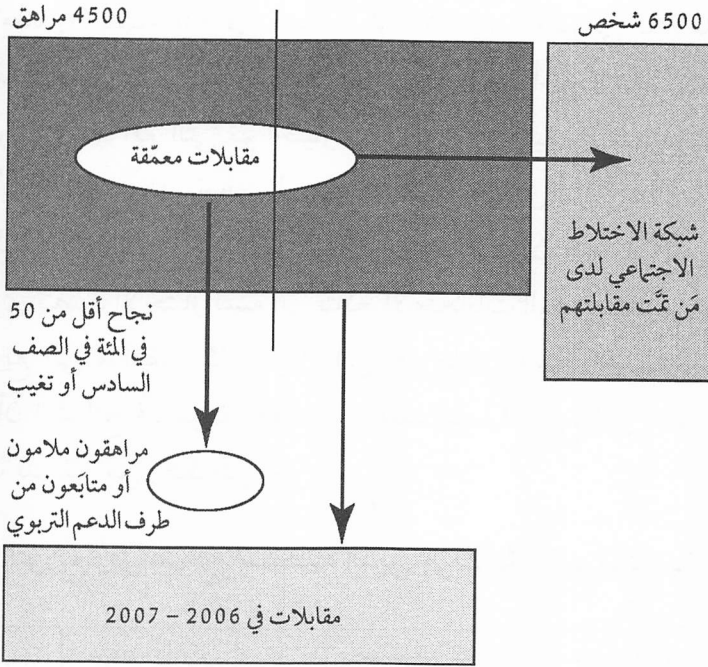 4500 مراهق
6500 شخص
مقابلات معمّقة
شبكة الاختلاط
الاجتماعي لدى
مَن تمَّت مقابلتهم
نجاح أقل من 50
في المئة في الصف
السادس أو تغيب
مراهقون ملامون
أو متابَعون من
طرف الدعم التربوي
مقابلات في 2006 – 2007